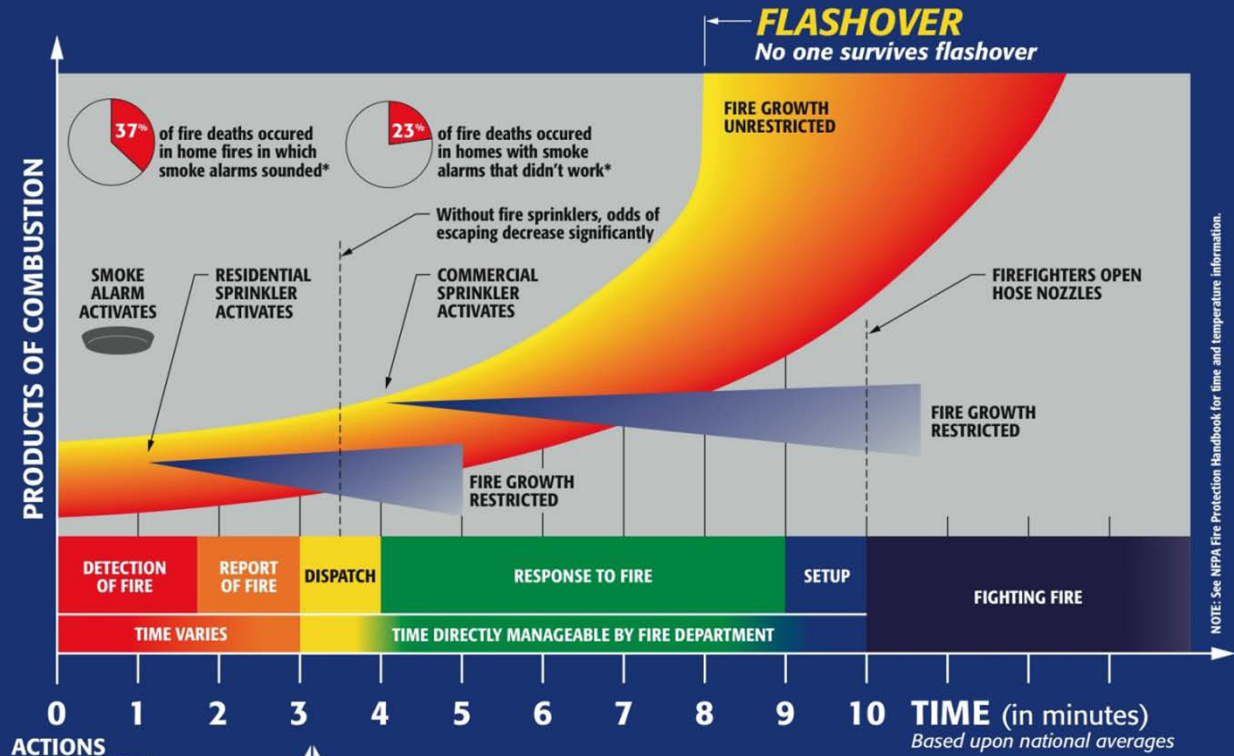 FLASHOVER
No one survives flashover
PRODUCTS OF COMBUSTION
37%
of fire deaths occured
in home fires in which
smoke alarms sounded*
23%
of fire deaths occured
in homes with smoke
alarms that didn't work*
FIRE GROWTH
UNRESTRICTED
Without fire sprinklers, odds of
escaping decrease significantly
SMOKE
ALARM
ACTIVATES
RESIDENTIAL
SPRINKLER
ACTIVATES
COMMERCIAL
SPRINKLER
ACTIVATES
FIREFIGHTERS OPEN
HOSE NOZZLES
FIRE GROWTH
RESTRICTED
FIRE GROWTH
RESTRICTED
DETECTION
OF FIRE
REPORT
OF FIRE
DISPATCH
RESPONSE TO FIRE
SETUP
FIGHTING FIRE
TIME VARIES
TIME DIRECTLY MANAGEABLE BY FIRE DEPARTMENT
NOTE: See NFPA Fire Protection Handbook for time and temperature information.
0 1 2 3 4 5 6 7 8 9 10 TIME (in minutes)
Based upon national averages
ACTIONS